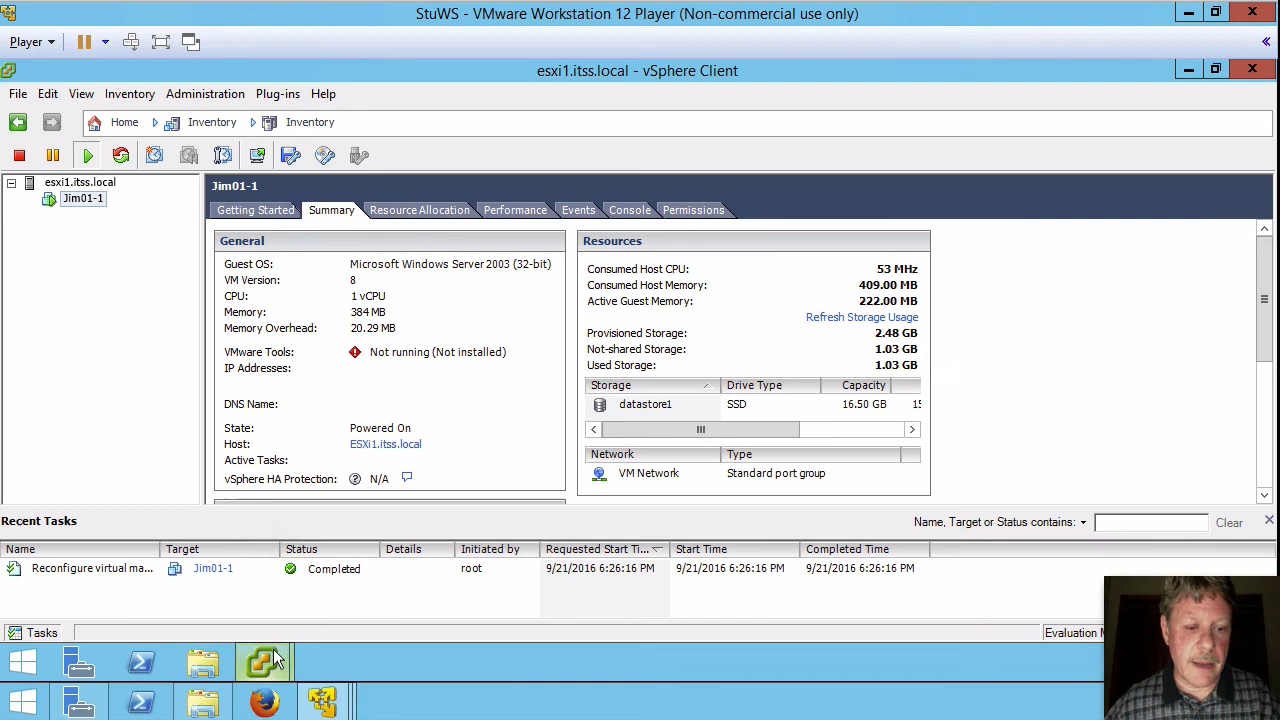 StuWS - VMware Workstation 12 Player (Non-commercial use only)
Player
esxi1.itss.local - vSphere Client
File Edit View Inventory Administration Plug-ins Help
Home Inventory Inventory
esxi1.itss.local
Jim01-1
Jim01-1
Getting Started Summary Resource Allocation Performance Events Console Permissions
General
Guest OS: Microsoft Windows Server 2003 (32-bit)
VM Version: 8
CPU: 1 vCPU
Memory: 384 MB
Memory Overhead: 20.29 MB
VMware Tools: Not running (Not installed)
IP Addresses:
DNS Name:
State: Powered On
Host: ESXi1.itss.local
Active Tasks:
vSphere HA Protection: N/A
Resources
Consumed Host CPU: 53 MHz
Consumed Host Memory: 409.00 MB
Active Guest Memory: 222.00 MB
Refresh Storage Usage
Provisioned Storage: 2.48 GB
Not-shared Storage: 1.03 GB
Used Storage: 1.03 GB
Storage Drive Type Capacity
datastore1 SSD 16.50 GB 15
Network Type
VM Network Standard port group
Recent Tasks
Name, Target or Status contains: Clear
Name Target Status Details Initiated by Requested Start Ti... Start Time Completed Time
Reconfigure virtual ma... Jim01-1 Completed root 9/21/2016 6:26:16 PM 9/21/2016 6:26:16 PM 9/21/2016 6:26:16 PM
Tasks
Evaluation M